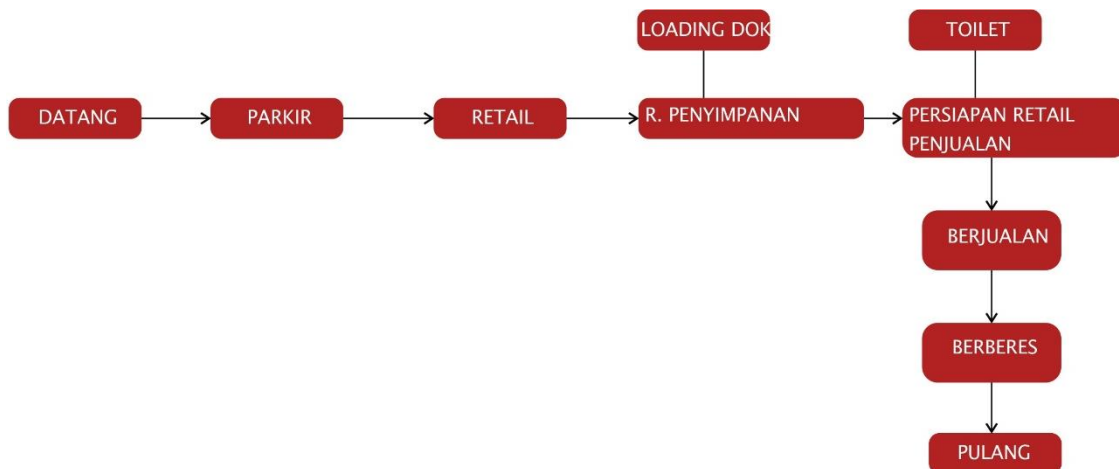 LOADING DOK
TOILET
DATANG
PARKIR
RETAIL
R. PENYIMPANAN
PERSIAPAN RETAIL
PENJUALAN
BERJUALAN
BERBERES
PULANG